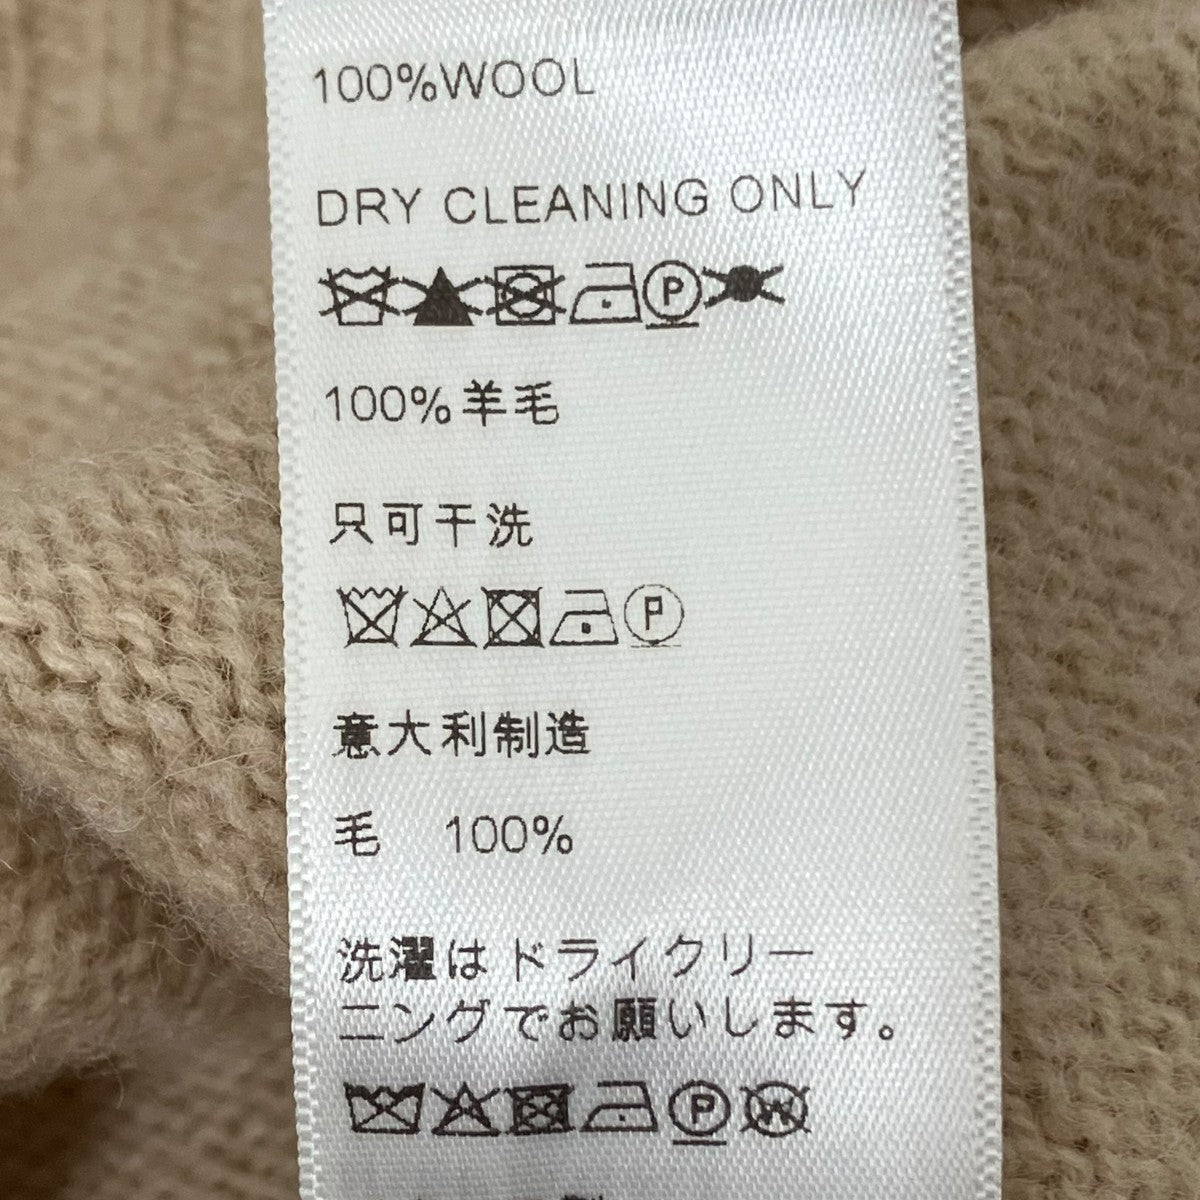 100%WOOL
DRY CLEANING ONLY
P
100%羊毛
只可干洗
P
意大利制造
毛 100%
洗濯はドライクリー
ニングでお願いします。
P W